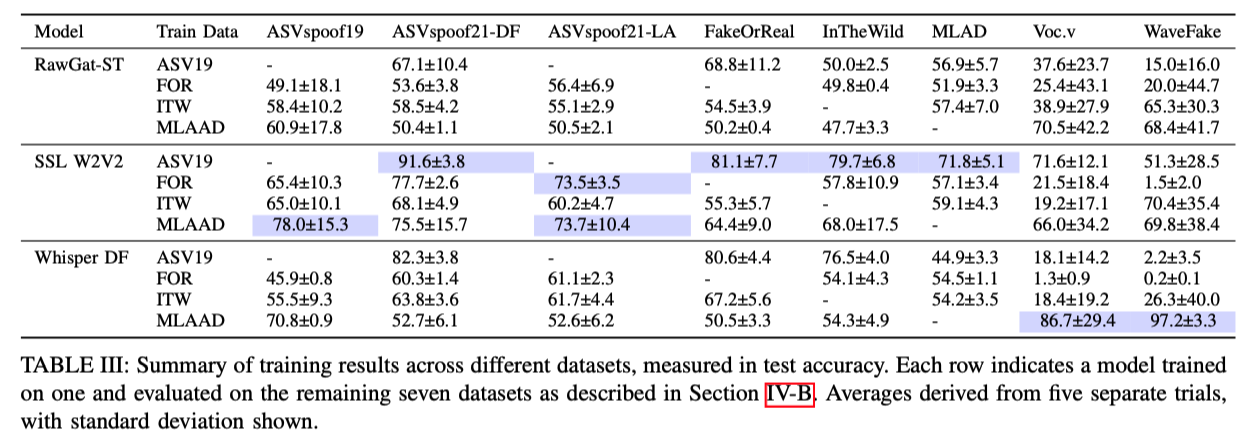 Model Train Data ASVspoof19 ASVspoof21-DF ASVspoof21-LA FakeOrReal InTheWild MLAD Voc.v WaveFake
RawGat-ST ASV19 - 67.1±10.4 - 68.8±11.2 50.0±2.5 56.9±5.7 37.6±23.7 15.0±16.0
FOR 49.1±18.1 53.6±3.8 56.4±6.9 - 49.8±0.4 51.9±3.3 25.4±43.1 20.0±44.7
ITW 58.4±10.2 58.5±4.2 55.1±2.9 54.5±3.9 - 57.4±7.0 38.9±27.9 65.3±30.3
MLAAD 60.9±17.8 50.4±1.1 50.5±2.1 50.2±0.4 47.7±3.3 - 70.5±42.2 68.4±41.7
SSL W2V2 ASV19 - 91.6±3.8 - 81.1±7.7 79.7±6.8 71.8±5.1 71.6±12.1 51.3±28.5
FOR 65.4±10.3 77.7±2.6 73.5±3.5 - 57.8±10.9 57.1±3.4 21.5±18.4 1.5±2.0
ITW 65.0±10.1 68.1±4.9 60.2±4.7 55.3±5.7 - 59.1±4.3 19.2±17.1 70.4±35.4
MLAAD 78.0±15.3 75.5±15.7 73.7±10.4 64.4±9.0 68.0±17.5 - 66.0±34.2 69.8±38.4
Whisper DF ASV19 - 82.3±3.8 - 80.6±4.4 76.5±4.0 44.9±3.3 18.1±14.2 2.2±3.5
FOR 45.9±0.8 60.3±1.4 61.1±2.3 - 54.1±4.3 54.5±1.1 1.3±0.9 0.2±0.1
ITW 55.5±9.3 63.8±3.6 61.7±4.4 67.2±5.6 - 54.2±3.5 18.4±19.2 26.3±40.0
MLAAD 70.8±0.9 52.7±6.1 52.6±6.2 50.5±3.3 54.3±4.9 - 86.7±29.4 97.2±3.3
TABLE III: Summary of training results across different datasets, measured in test accuracy. Each row indicates a model trained
on one and evaluated on the remaining seven datasets as described in Section IV-B. Averages derived from five separate trials,
with standard deviation shown.